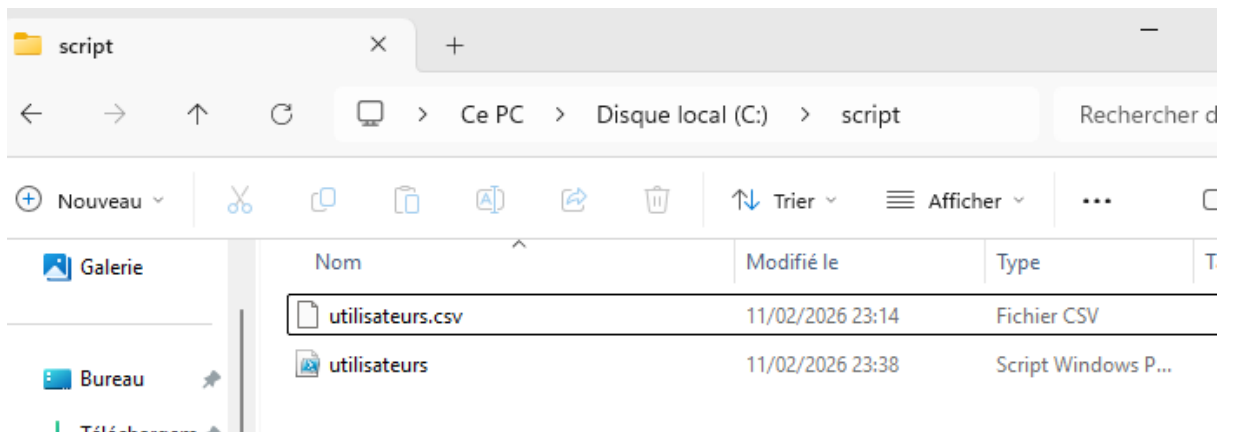 script
Ce PC > Disque local (C:) > script
Rechercher d
Nouveau
Trier
Afficher
Galerie
Nom
Modifié le
Type
utilisateurs.csv
11/02/2026 23:14
Fichier CSV
Bureau
utilisateurs
11/02/2026 23:38
Script Windows P...